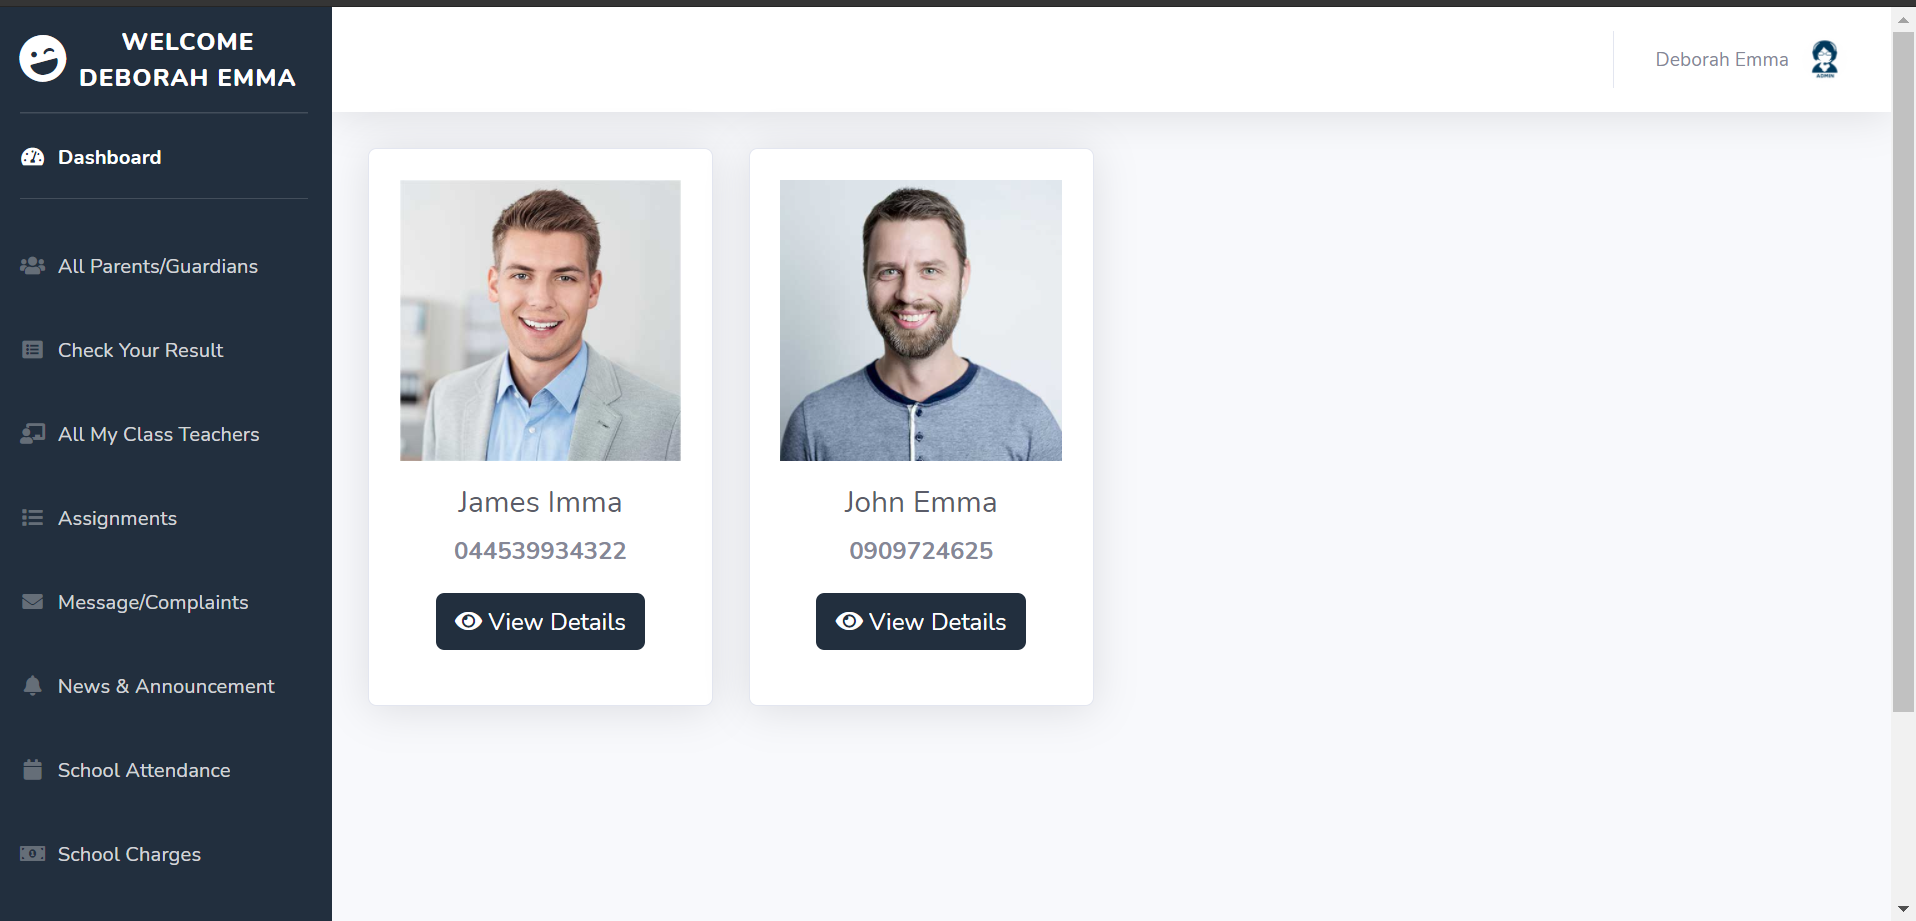 WELCOME
DEBORAH EMMA
Deborah Emma
ADMIN
Dashboard
All Parents/Guardians
Check Your Result
All My Class Teachers
Assignments
Message/Complaints
News & Announcement
School Attendance
School Charges
James Imma
044539934322
View Details
John Emma
0909724625
View Details